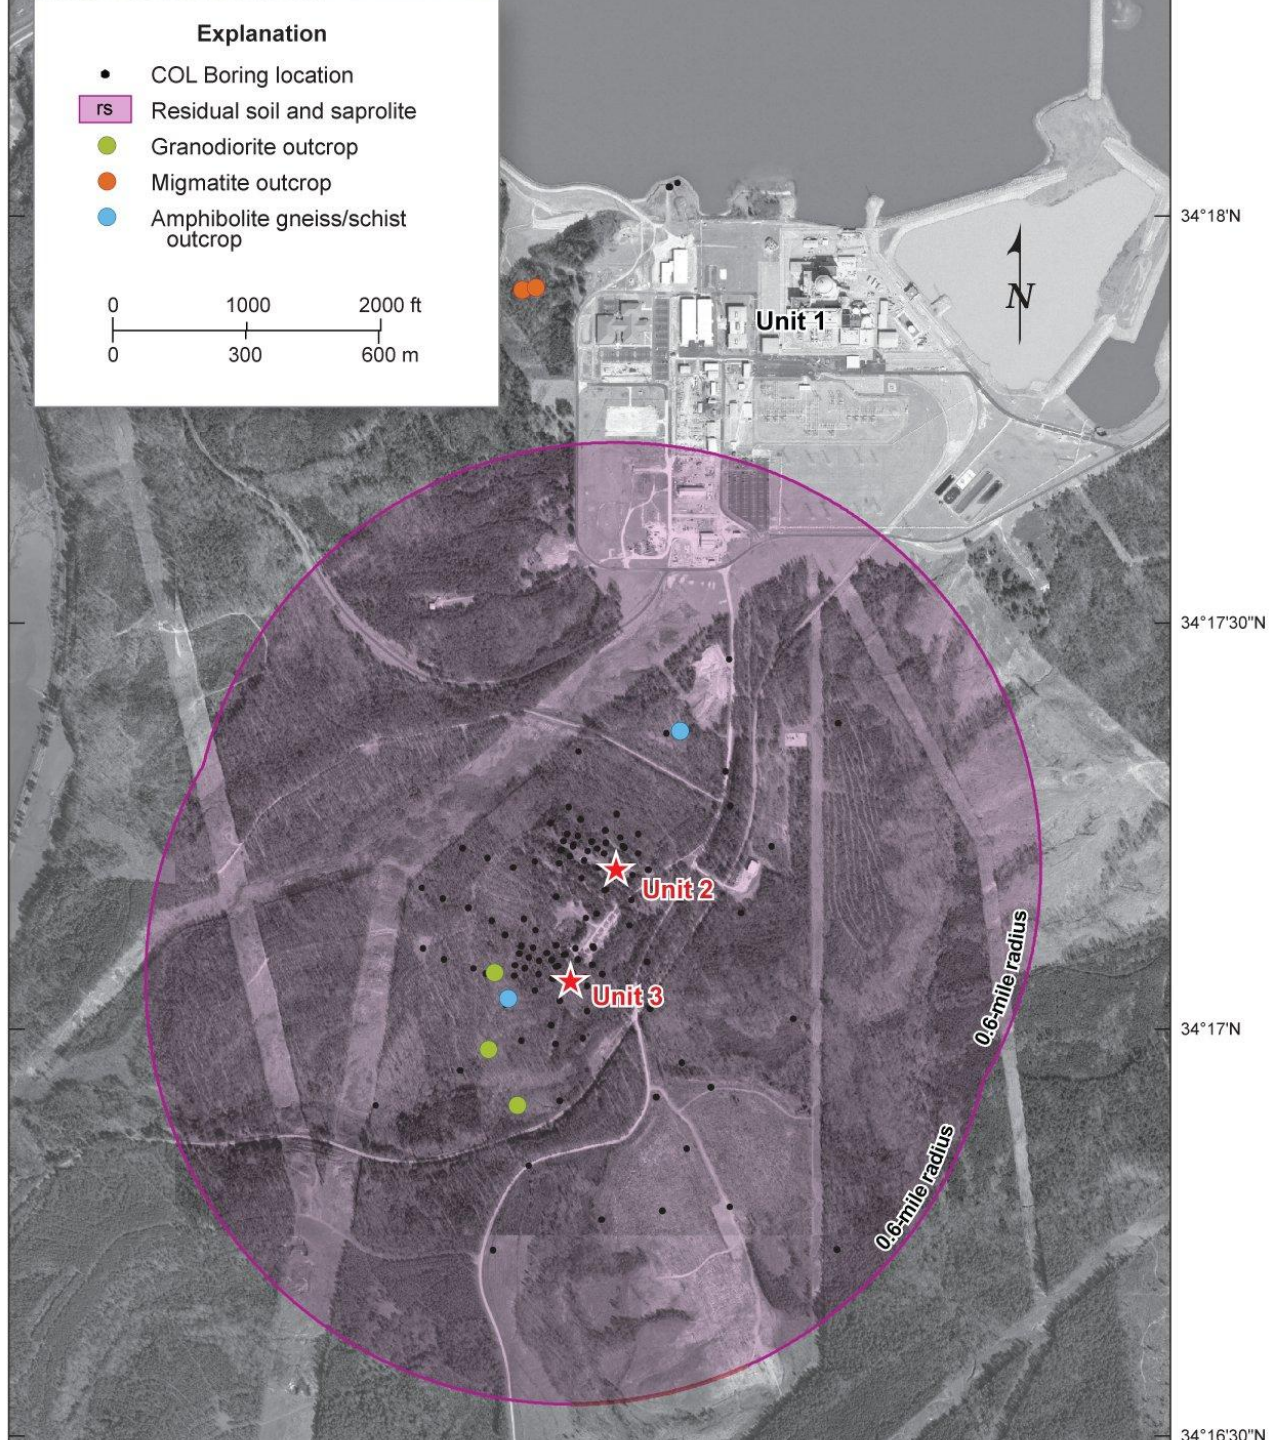 Explanation
COL Boring location
rs Residual soil and saprolite
Granodiorite outcrop
Migmatite outcrop
Amphibolite gneiss/schist
outcrop
0 1000 2000 ft
0 300 600 m
34°18'N
N
Unit 1
34°17'30"N
Unit 2
Unit 3
0.6-mile radius
34°17'N
0.6-mile radius
34°16'30"N